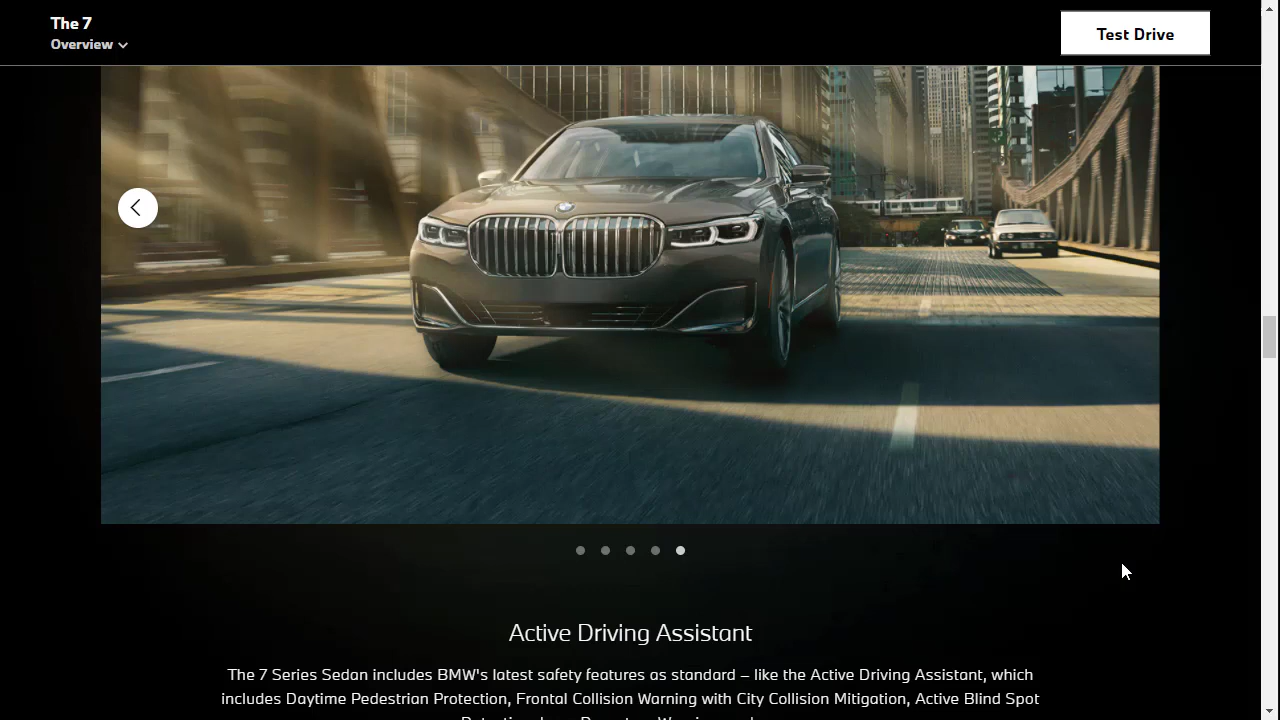 The 7
Overview
Test Drive
Active Driving Assistant
The 7 Series Sedan includes BMW's latest safety features as standard – like the Active Driving Assistant, which
includes Daytime Pedestrian Protection, Frontal Collision Warning with City Collision Mitigation, Active Blind Spot